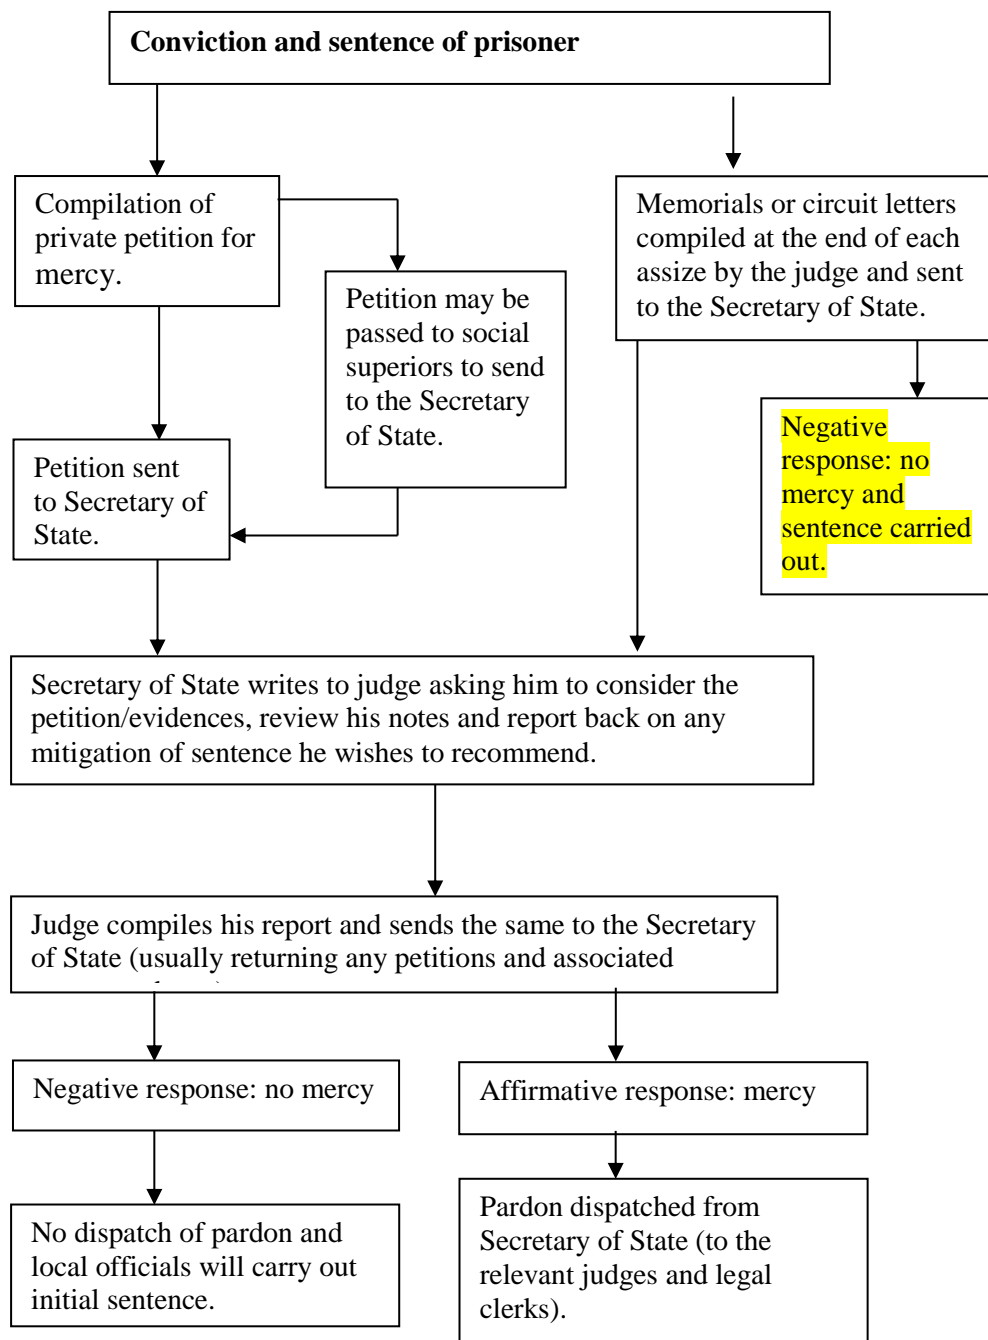 Conviction and sentence of prisoner
Compilation of
private petition for
mercy.
Memorials or circuit letters
compiled at the end of each
assize by the judge and sent
to the Secretary of State.
Petition may be
passed to social
superiors to send
to the Secretary
of State.
Negative
response: no
mercy and
sentence carried
out.
Petition sent
to Secretary of
State.
Secretary of State writes to judge asking him to consider the
petition/evidences, review his notes and report back on any
mitigation of sentence he wishes to recommend.
Judge compiles his report and sends the same to the Secretary
of State (usually returning any petitions and associated
Negative response: no mercy
Affirmative response: mercy
No dispatch of pardon and
local officials will carry out
initial sentence.
Pardon dispatched from
Secretary of State (to the
relevant judges and legal
clerks).